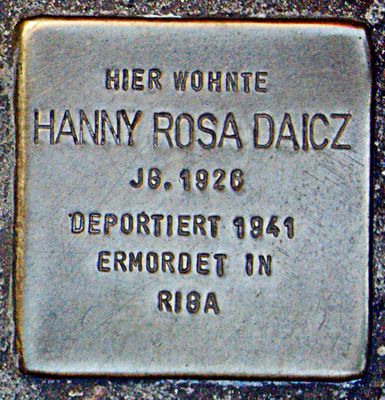 HIER WOHNTE
HANNY ROSA DAICZ
JG. 1926
DEPORTIERT 1941
ERMORDET IN
RIGA